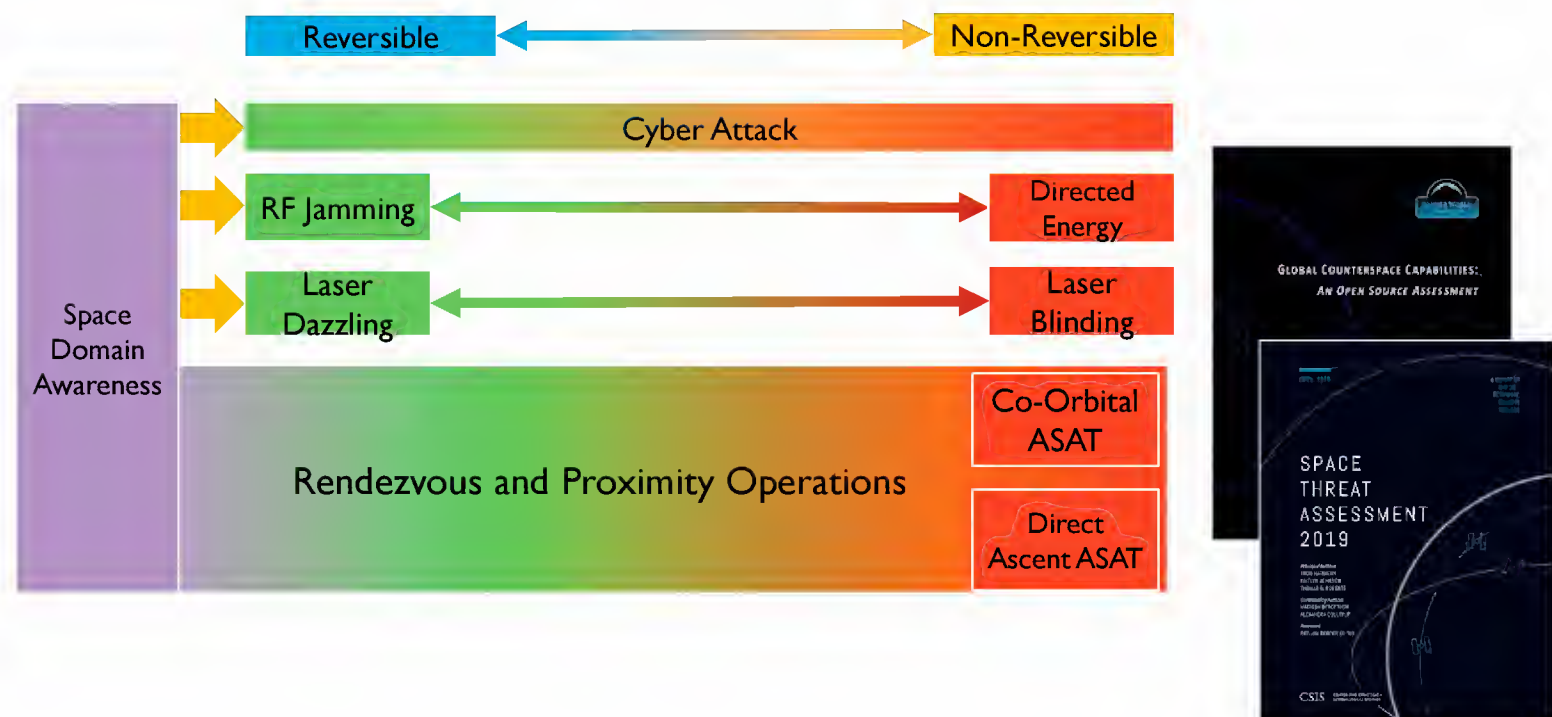 Reversible
Non-Reversible
Cyber Attack
RF Jamming
Directed
Energy
Laser
Dazzling
Laser
Blinding
Space
Domain
Awareness
Rendezvous and Proximity Operations
Co-Orbital
ASAT
Direct
Ascent ASAT
GLOBAL COUNTERSPACE CAPABILITIES:
AN OPEN SOURCE ASSESSMENT
SPACE
THREAT
ASSESSMENT
2019
CSIS